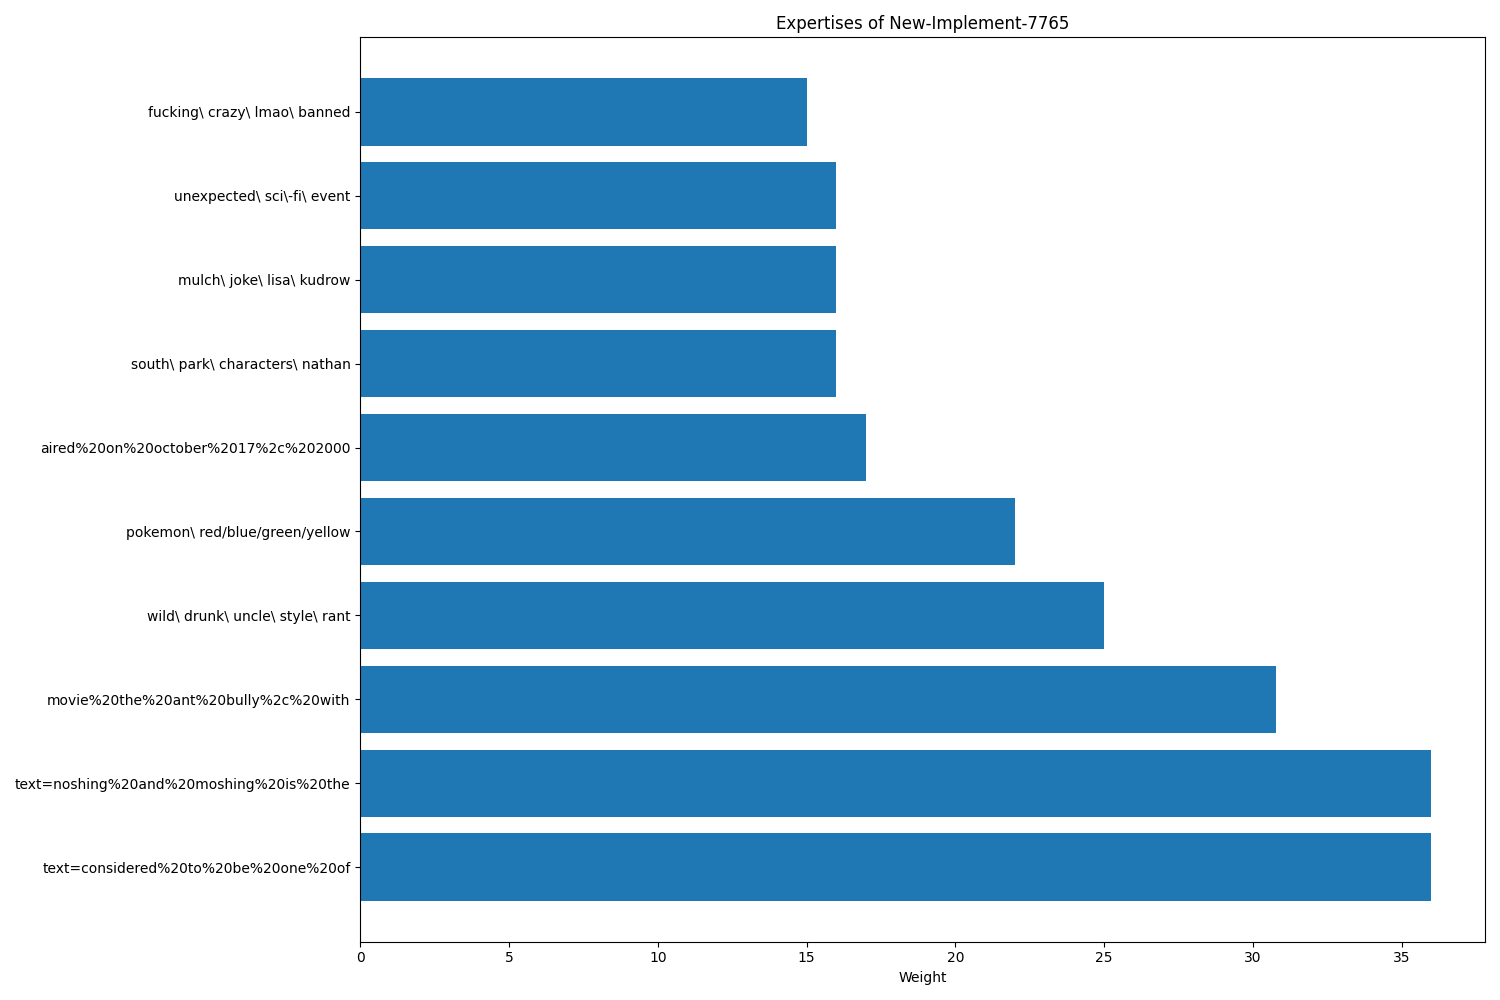 Expertises of New-Implement-7765
fucking\ crazy\ lmao\ banned
unexpected\ sci\-fi\ event
mulch\ joke\ lisa\ kudrow
south\ park\ characters\ nathan
aired%20on%20october%2017%2c%202000
pokemon\ red/blue/green/yellow
wild\ drunk\ uncle\ style\ rant
movie%20the%20ant%20bully%2c%20with
text=noshing%20and%20moshing%20is%20the
text=considered%20to%20be%20one%20of
0 5 10 15 20 25 30 35
Weight